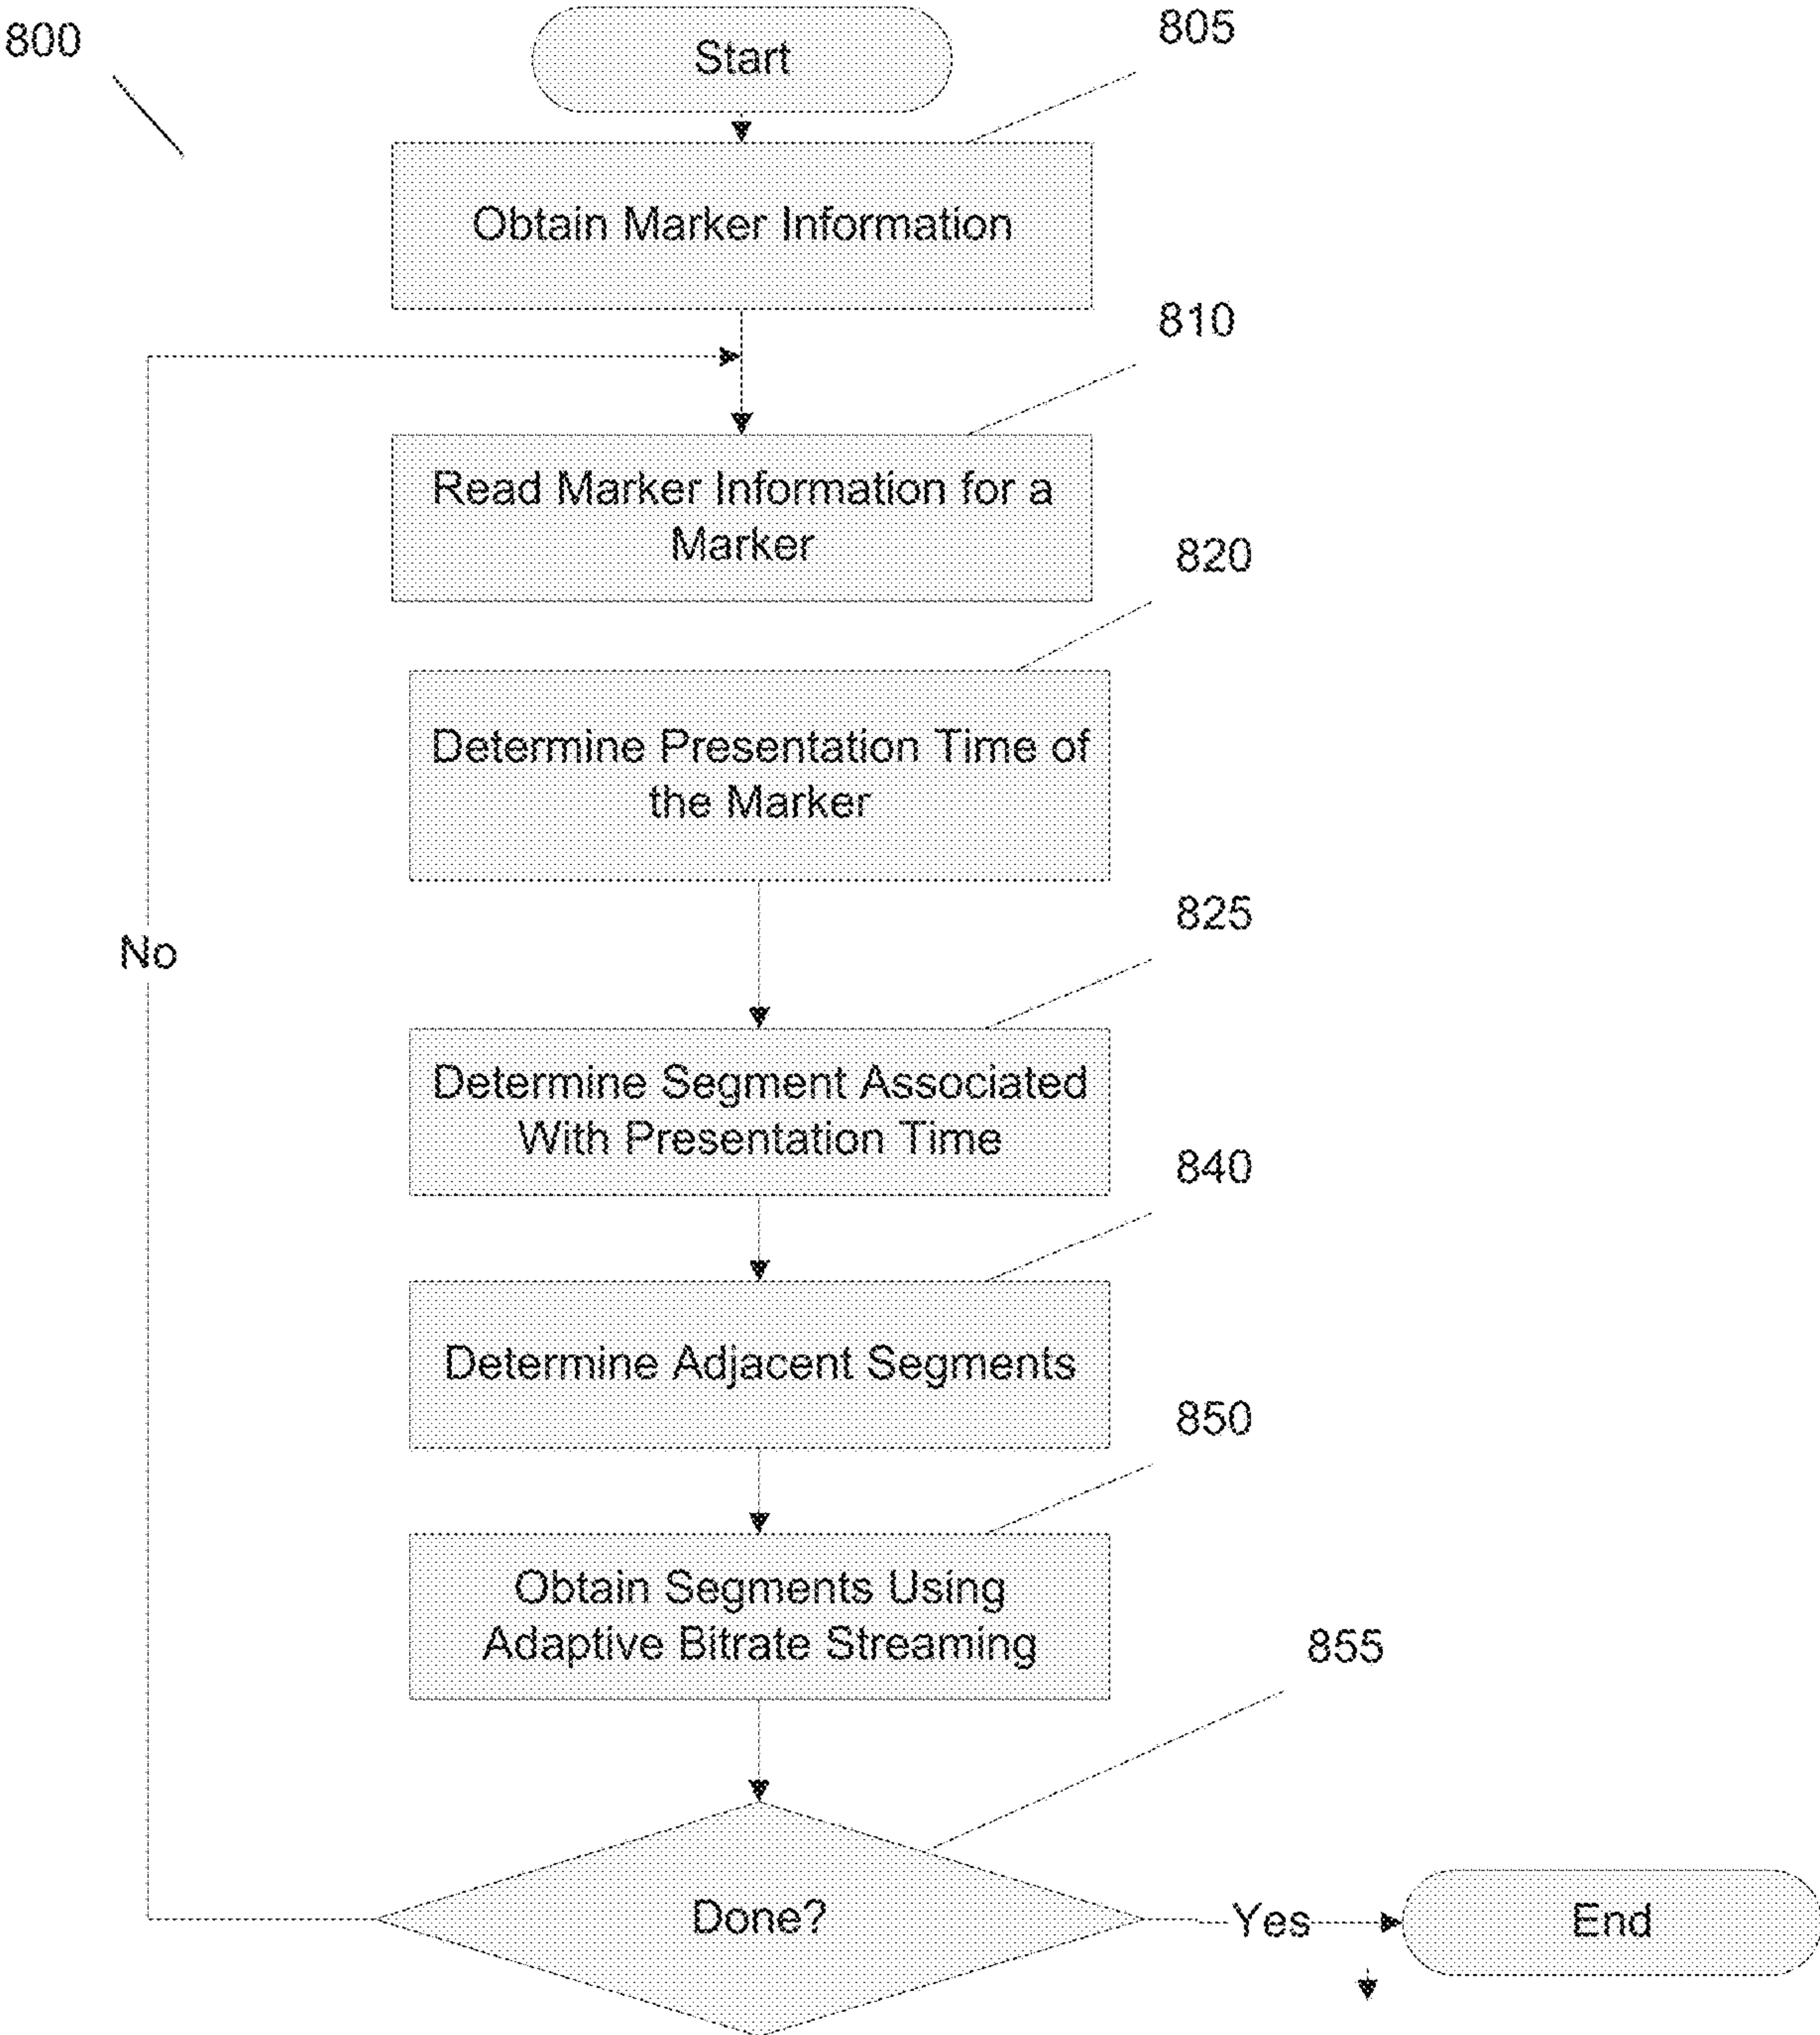 800
Start
805
Obtain Marker Information
810
Read Marker Information for a
Marker
820
Determine Presentation Time of
the Marker
825
No
Determine Segment Associated
With Presentation Time
840
Determine Adjacent Segments
850
Obtain Segments Using
Adaptive Bitrate Streaming
855
Done?
Yes
End